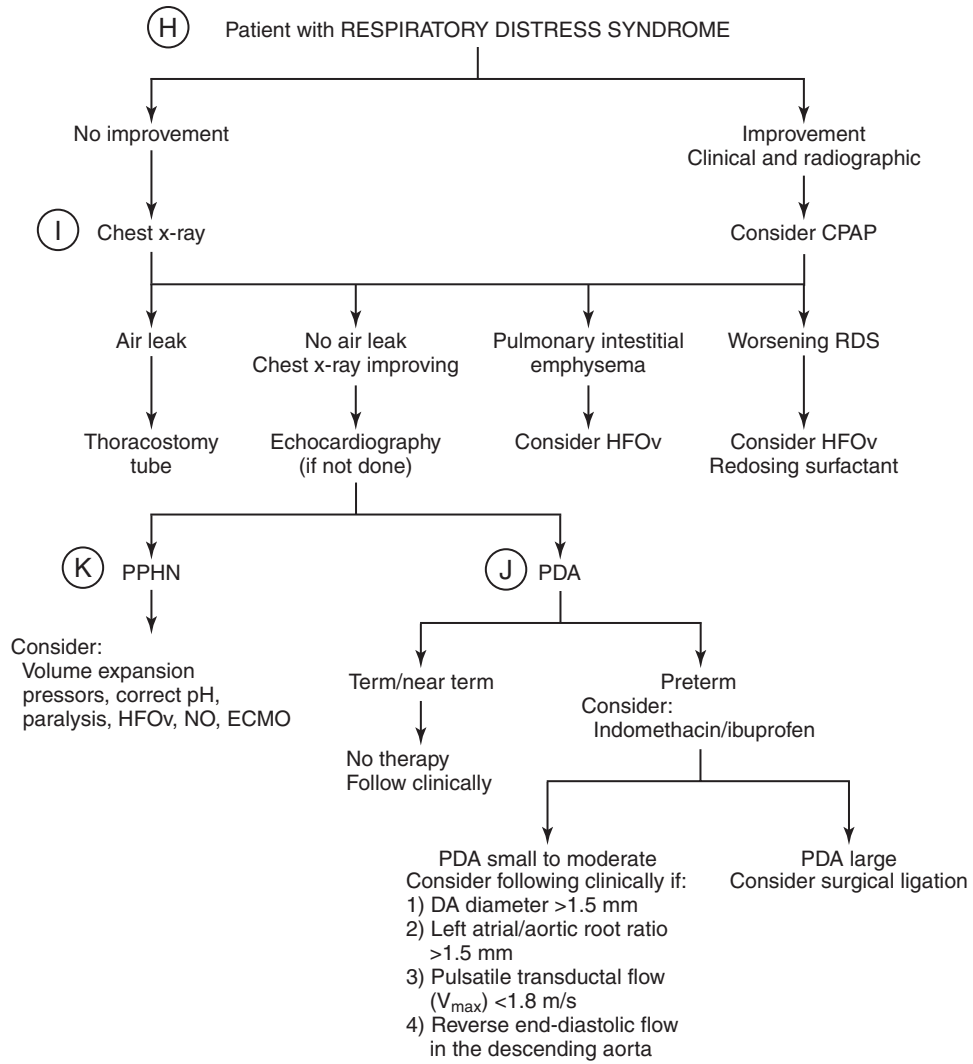 H
Patient with RESPIRATORY DISTRESS SYNDROME
No improvement
Improvement
Clinical and radiographic
I
Chest x-ray
Consider CPAP
Air leak
No air leak
Chest x-ray improving
Pulmonary intestitial
emphysema
Worsening RDS
Thoracostomy
tube
Echocardiography
(if not done)
Consider HFOv
Consider HFOv
Redosing surfactant
K
PPHN
J
PDA
Consider:
Volume expansion
pressors, correct pH,
paralysis, HFOv, NO, ECMO
Term/near term
No therapy
Follow clinically
Preterm
Consider:
Indomethacin/ibuprofen
PDA small to moderate
Consider following clinically if:
1) DA diameter >1.5 mm
2) Left atrial/aortic root ratio
>1.5 mm
3) Pulsatile transductal flow
(Vmax) <1.8 m/s
4) Reverse end-diastolic flow
in the descending aorta
PDA large
Consider surgical ligation